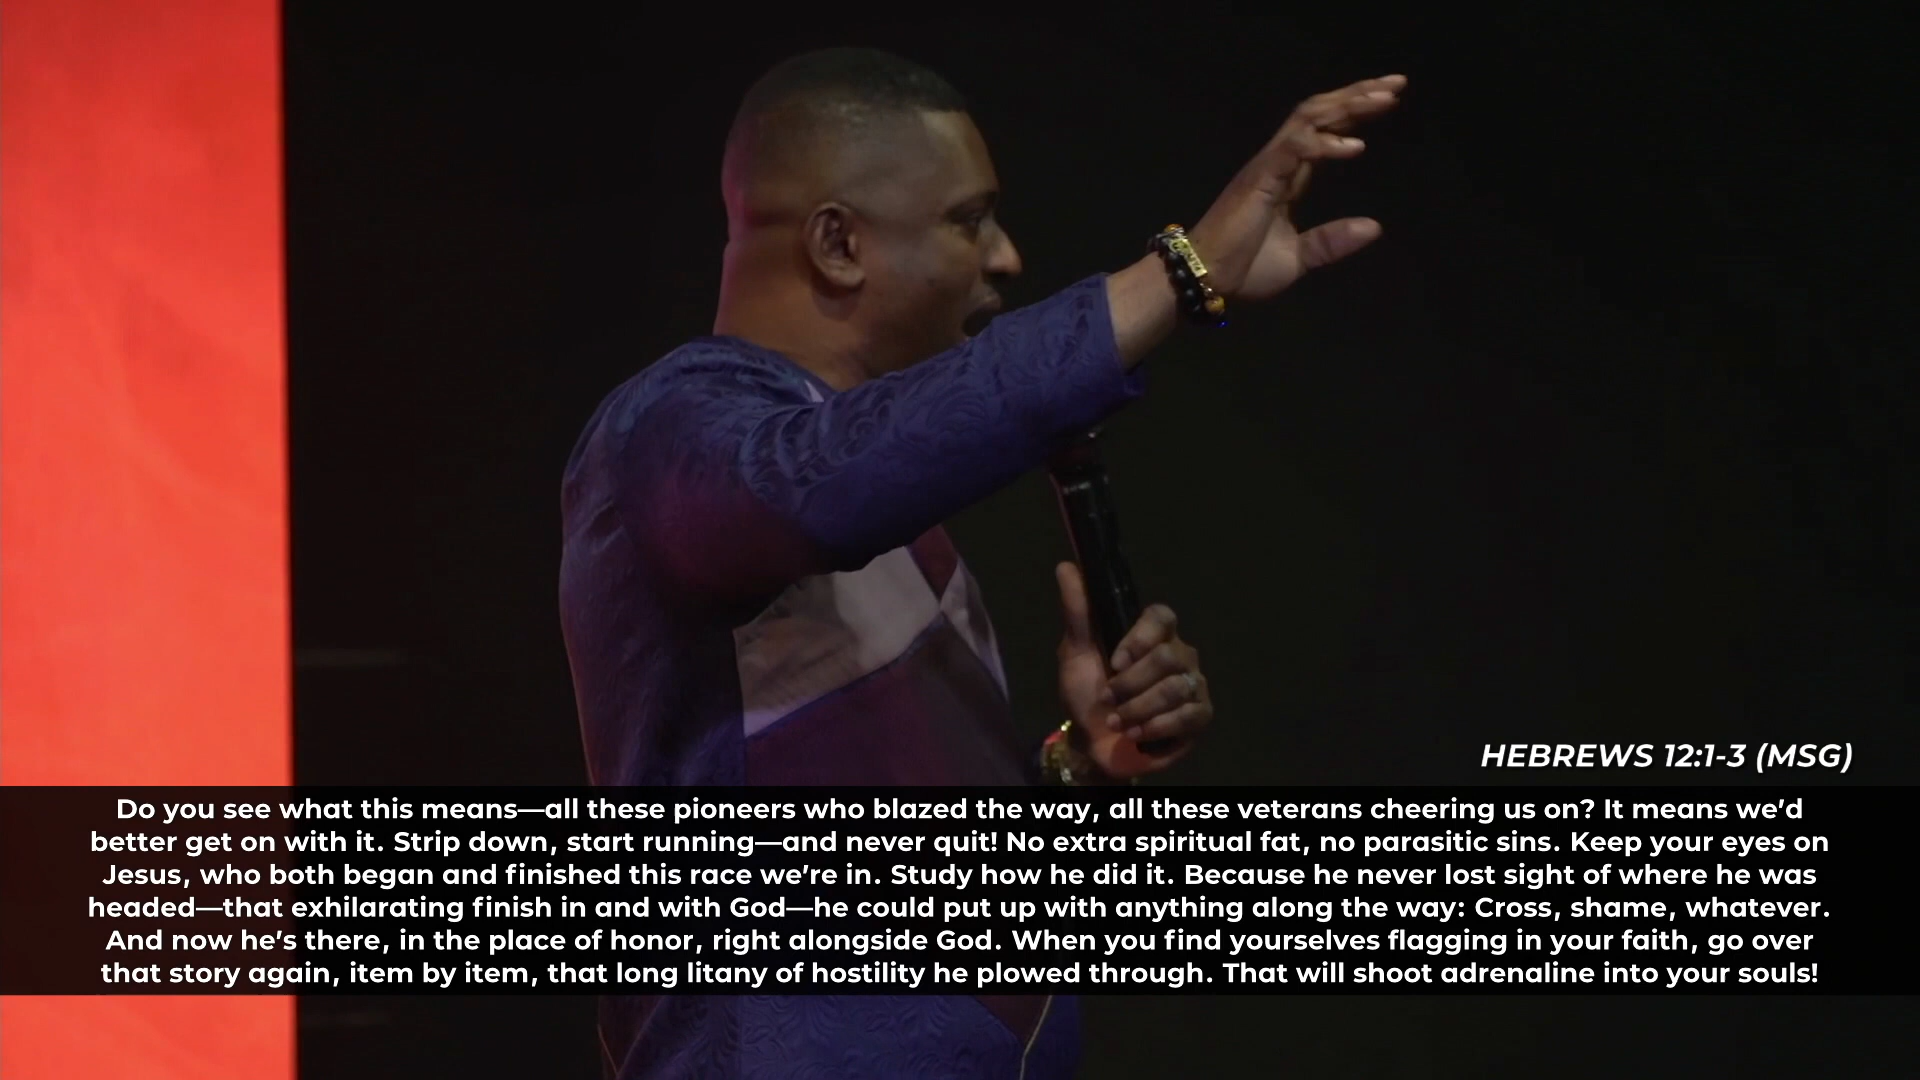 HEBREWS 12:1-3 (MSG)
Do you see what this means—all these pioneers who blazed the way, all these veterans cheering us on? It means we’d
better get on with it. Strip down, start running—and never quit! No extra spiritual fat, no parasitic sins. Keep your eyes on
Jesus, who both began and finished this race we’re in. Study how he did it. Because he never lost sight of where he was
headed—that exhilarating finish in and with God—he could put up with anything along the way: Cross, shame, whatever.
And now he’s there, in the place of honor, right alongside God. When you find yourselves flagging in your faith, go over
that story again, item by item, that long litany of hostility he plowed through. That will shoot adrenaline into your souls!